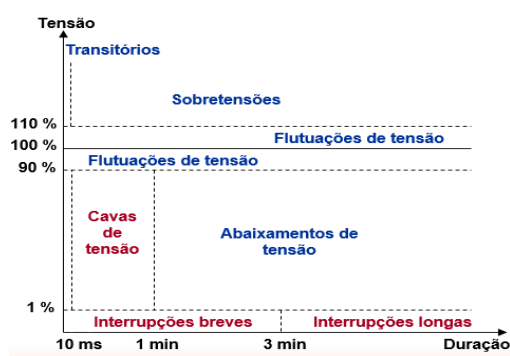 Tensão
Transitórios
Sobretensões
110 %
Flutuações de tensão
100 %
Flutuações de tensão
90 %
Cavas
de
tensão
Abaixamentos de
tensão
1 %
Interrupções breves
Interrupções longas
10 ms
1 min
3 min
Duração